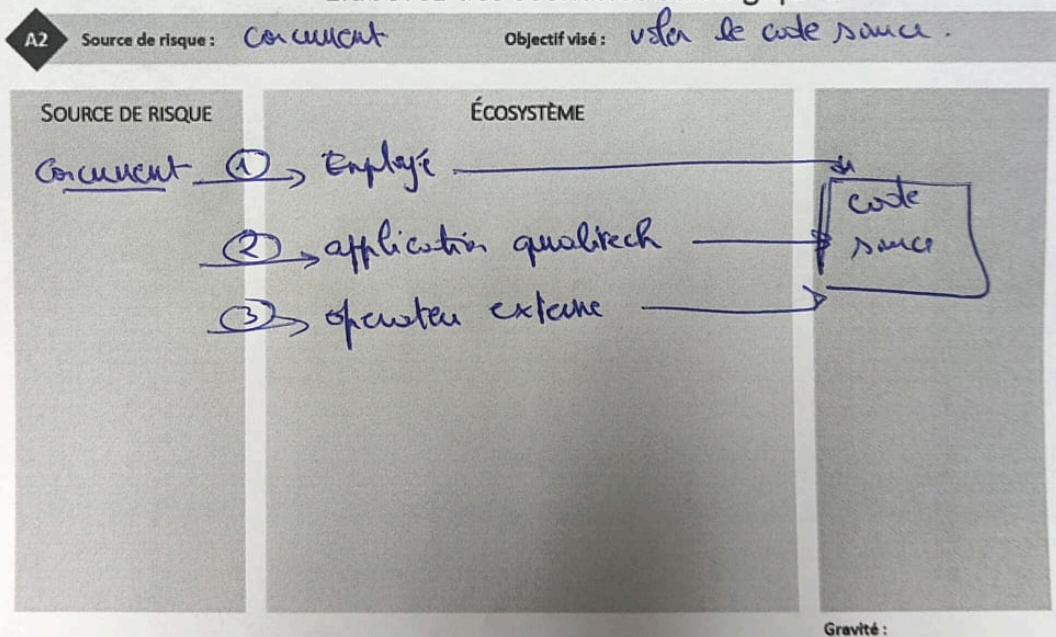 A2 Source de risque : concurrent Objectif visé : voler le code source.
SOURCE DE RISQUE ÉCOSYSTÈME
Concurrent ① Employé
code
source
② application qualitech
③ operateur externe
Gravité :